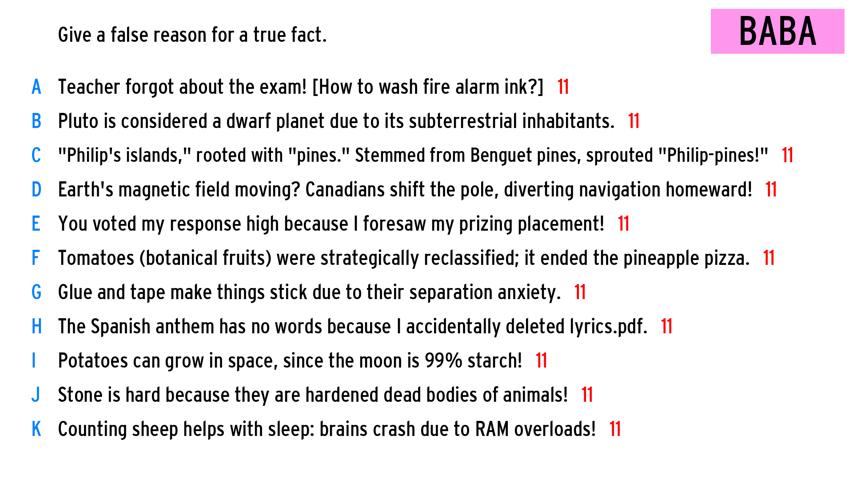 Give a false reason for a true fact.
BABA
A Teacher forgot about the exam! [How to wash fire alarm ink?] 11
B Pluto is considered a dwarf planet due to its subterrestrial inhabitants. 11
C "Philip's islands," rooted with "pines." Stemmed from Benguet pines, sprouted "Philip-pines!" 11
D Earth's magnetic field moving? Canadians shift the pole, diverting navigation homeward! 11
E You voted my response high because I foresaw my prizing placement! 11
F Tomatoes (botanical fruits) were strategically reclassified; it ended the pineapple pizza. 11
G Glue and tape make things stick due to their separation anxiety. 11
H The Spanish anthem has no words because I accidentally deleted lyrics.pdf. 11
I Potatoes can grow in space, since the moon is 99% starch! 11
J Stone is hard because they are hardened dead bodies of animals! 11
K Counting sheep helps with sleep: brains crash due to RAM overloads! 11